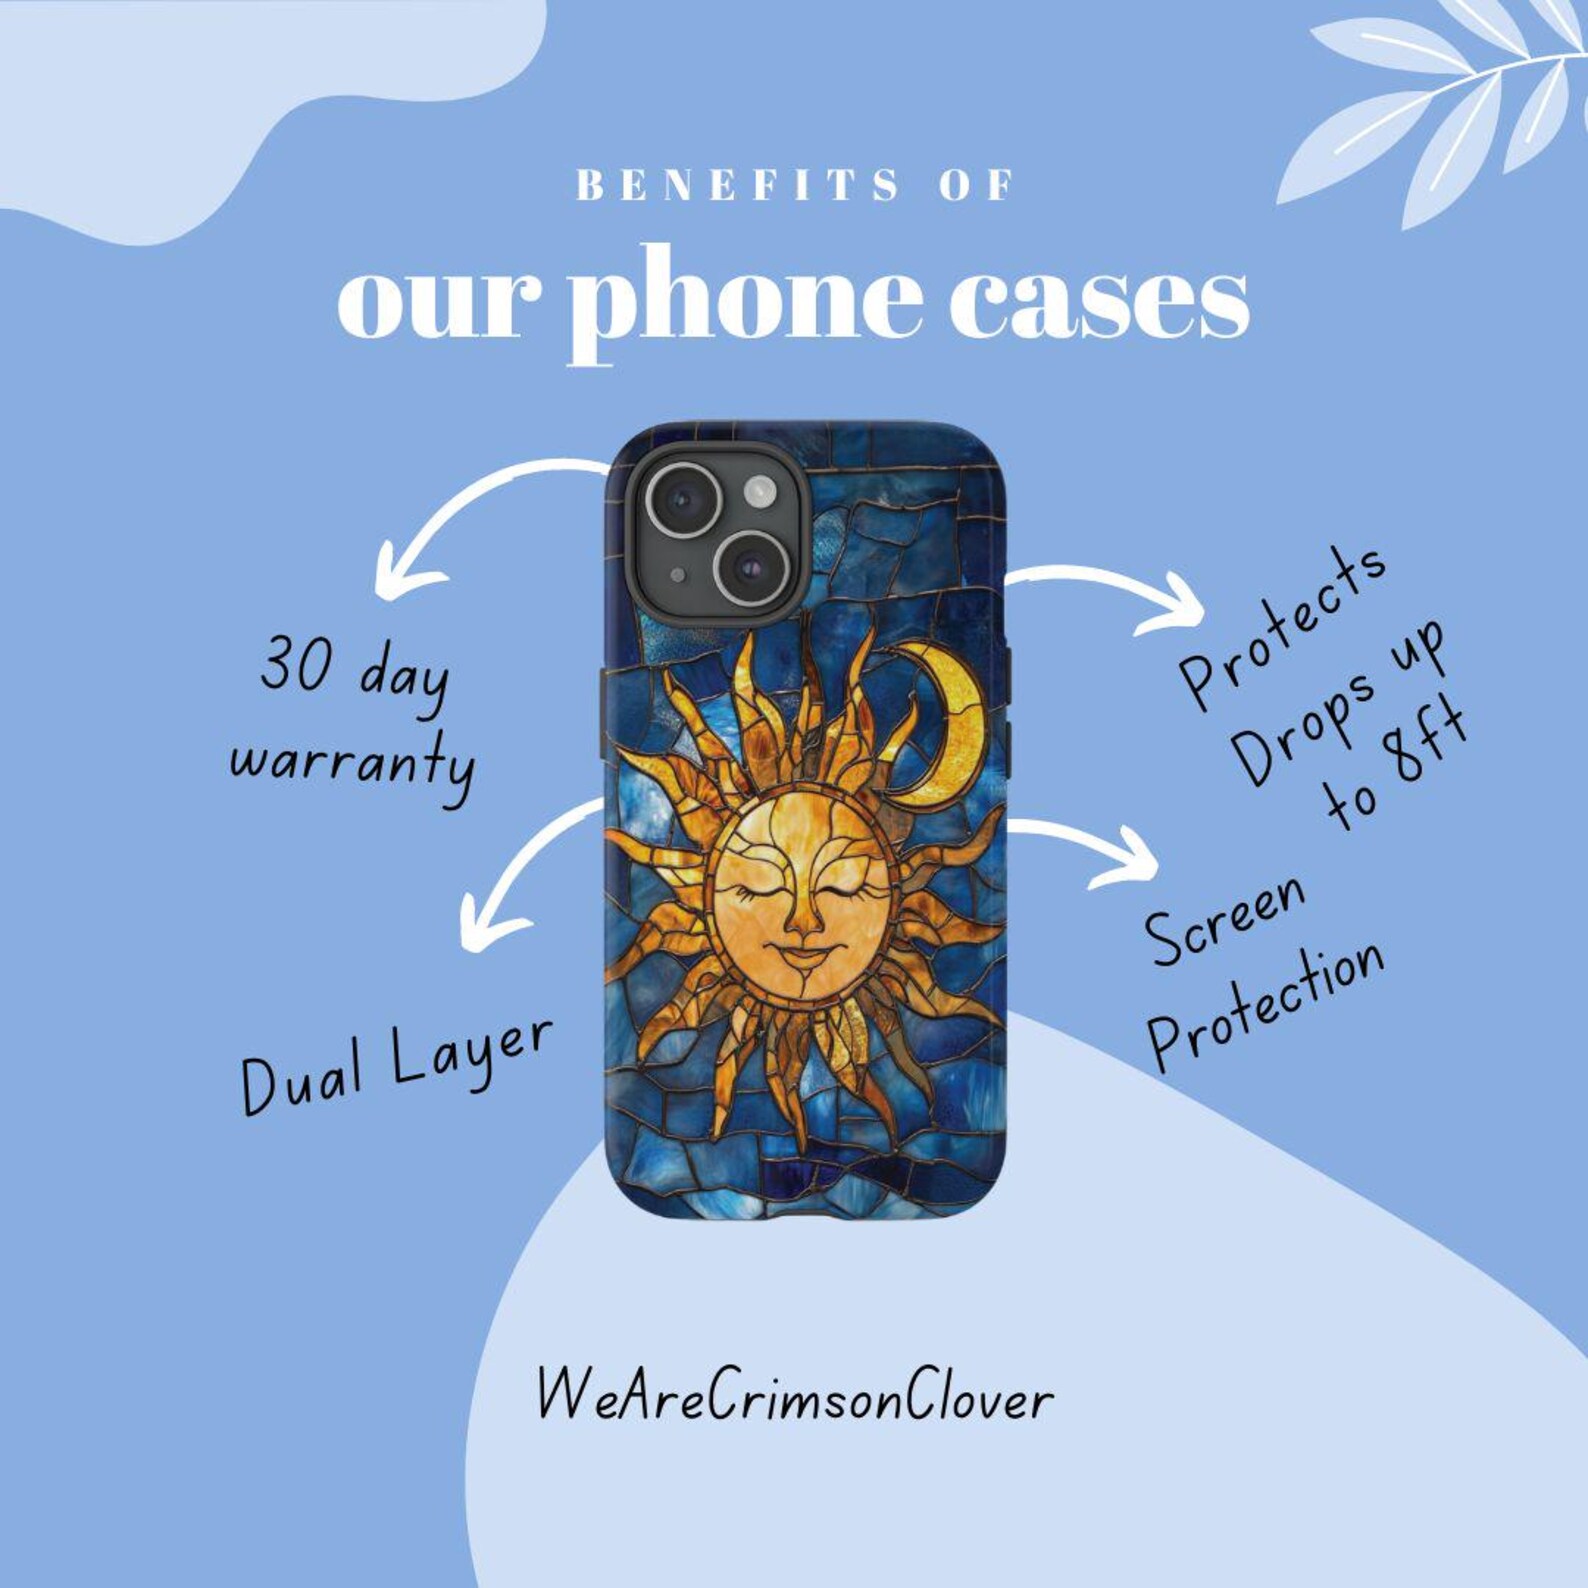 BENEFITS OF
our phone cases
30 day
warranty
Protects
Drops up
to 8ft
Dual Layer
Screen
Protection
WeAreCrimsonClover